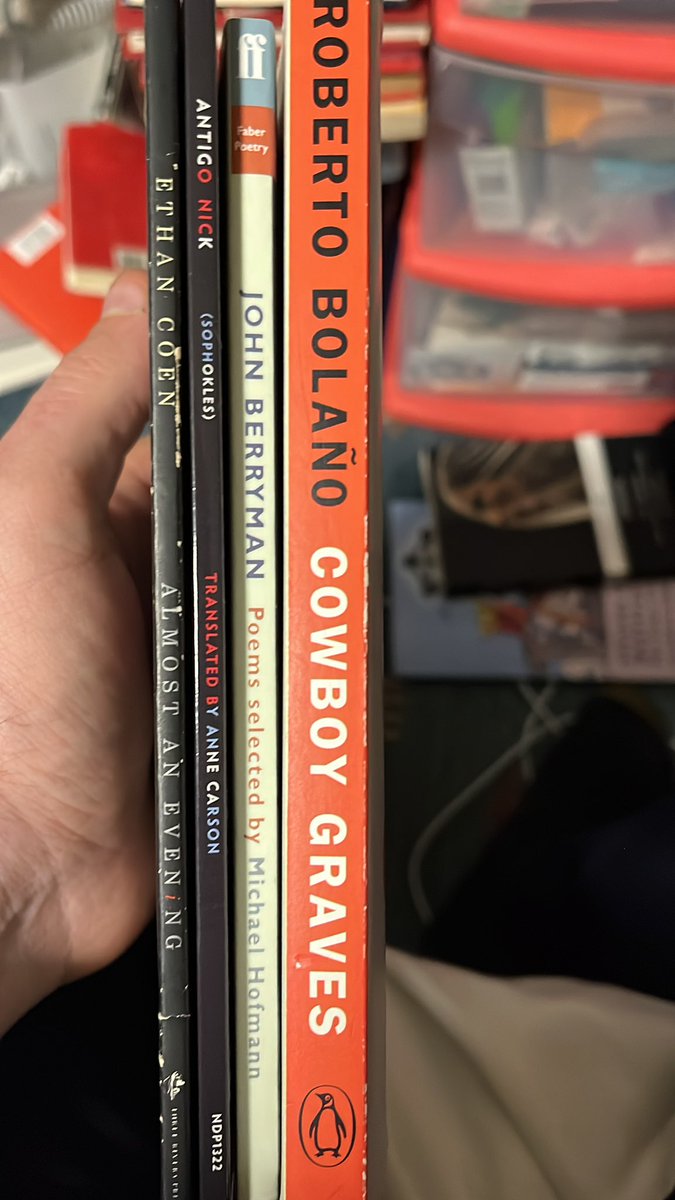 ETHAN COEN ALMOST AN EVENiNG
ANTIGO NICK (SOPHOKLES) TRANSLATED BY ANNE CARSON NDP1322
ff
Faber
Poetry
JOHN BERRYMAN Poems selected by Michael Hofmann
ROBERTO BOLAÑO COWBOY GRAVES